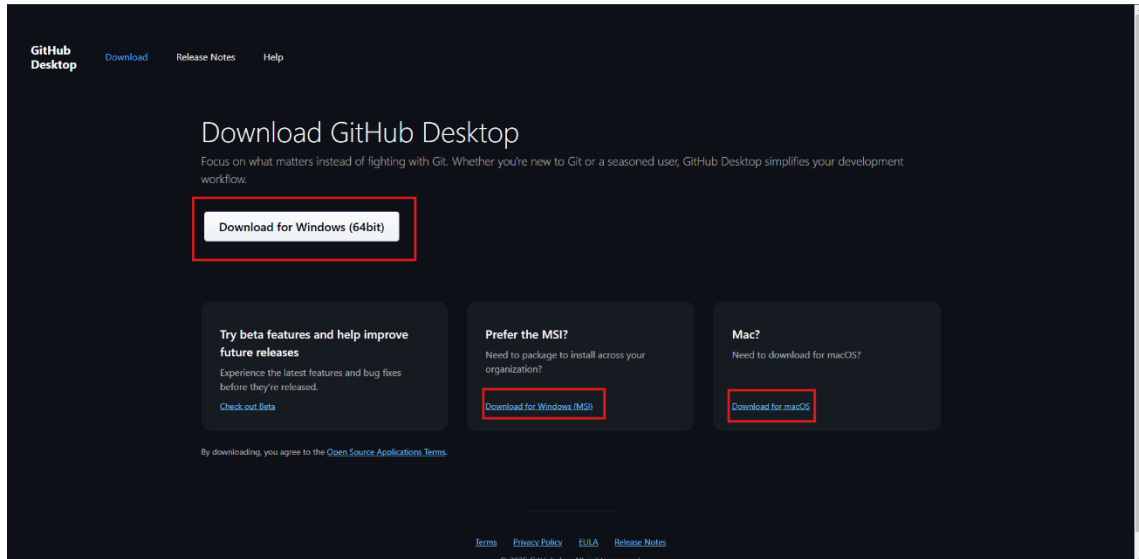 GitHub
Desktop
Download
Release Notes
Help
Download GitHub Desktop
Focus on what matters instead of fighting with Git. Whether you're new to Git or a seasoned user, GitHub Desktop simplifies your development
workflow.
Download for Windows (64bit)
Try beta features and help improve
future releases
Experience the latest features and bug fixes
before they're released.
Check out Beta
Prefer the MSI?
Need to package to install across your
organization?
Download for Windows (MSI)
Mac?
Need to download for macOS?
Download for macOS
By downloading, you agree to the Open Source Applications Terms.
Terms
Privacy Policy
EULA
Release Notes